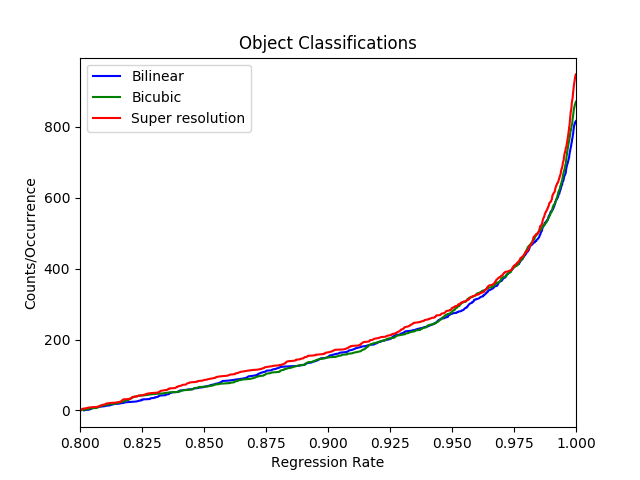 Object Classifications
Bilinear
Bicubic
Super resolution
Counts/Occurrence
800
600
400
200
0
0.800 0.825 0.850 0.875 0.900 0.925 0.950 0.975 1.000
Regression Rate